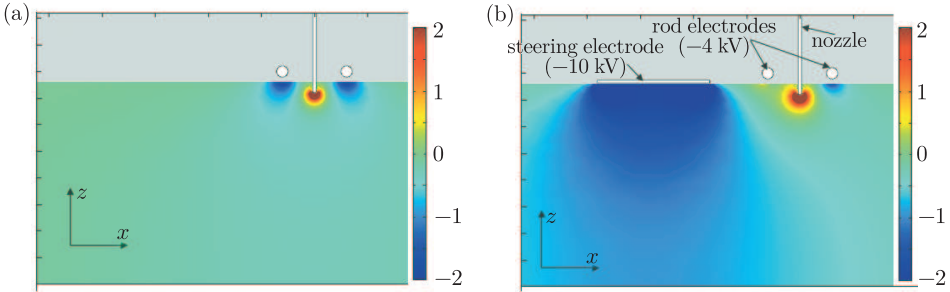 (a)
2
1
0
−1
−2
z
x
(b)
rod electrodes
(−4 kV)
nozzle
steering electrode
(−10 kV)
2
1
0
−1
−2
z
x